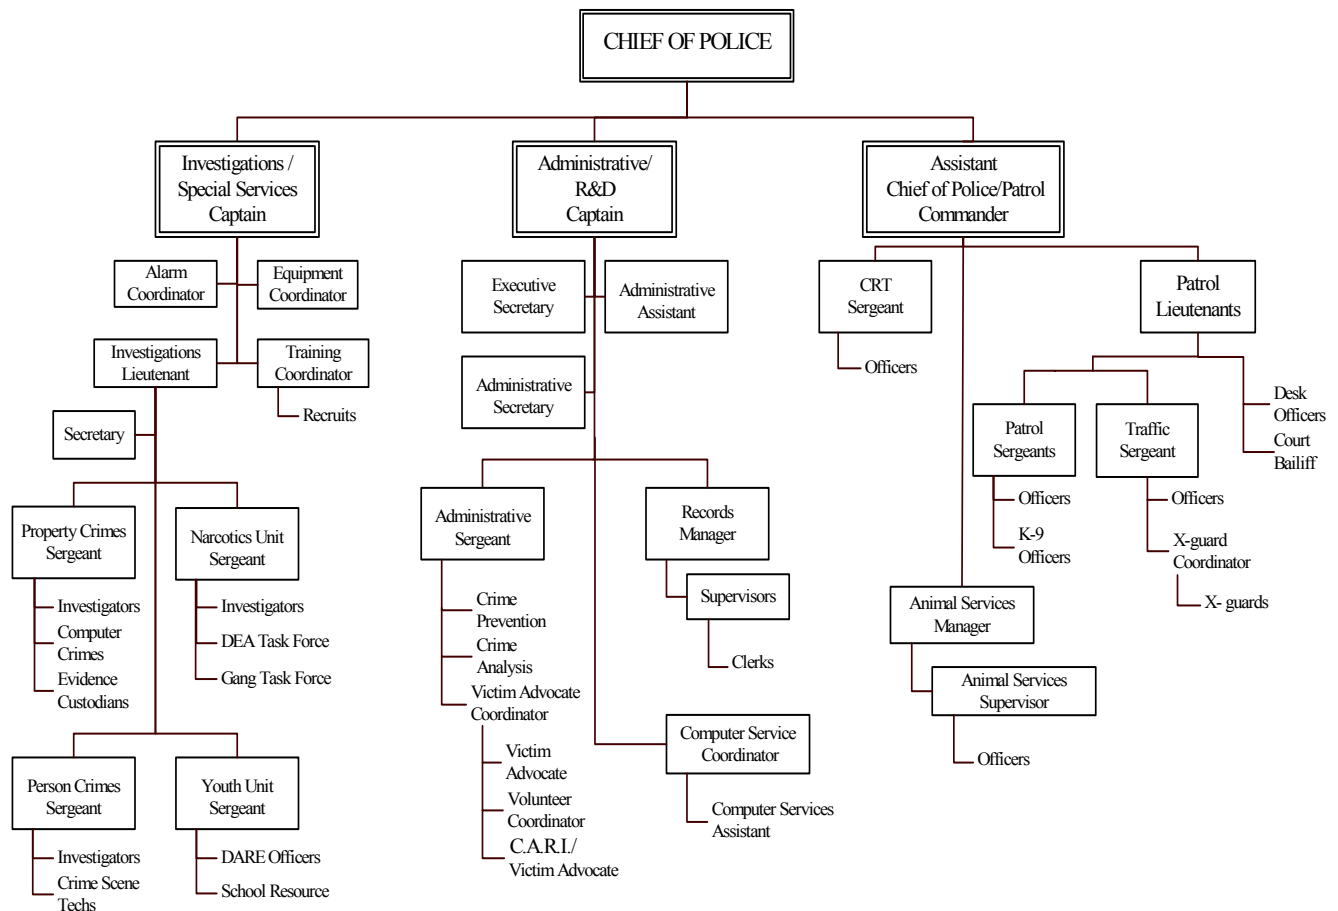 CHIEF OF POLICE
Investigations /
Special Services
Captain
Administrative/
R&D
Captain
Assistant
Chief of Police/Patrol
Commander
Alarm
Coordinator
Equipment
Coordinator
Investigations
Lieutenant
Training
Coordinator
Recruits
Secretary
Property Crimes
Sergeant
Investigators
Computer
Crimes
Evidence
Custodians
Narcotics Unit
Sergeant
Investigators
DEA Task Force
Gang Task Force
Person Crimes
Sergeant
Investigators
Crime Scene
Techs
Youth Unit
Sergeant
DARE Officers
School Resource
Executive
Secretary
Administrative
Assistant
Administrative
Secretary
Administrative
Sergeant
Crime
Prevention
Crime
Analysis
Victim Advocate
Coordinator
Victim
Advocate
Volunteer
Coordinator
C.A.R.I./
Victim Advocate
Records
Manager
Supervisors
Clerks
Computer Service
Coordinator
Computer Services
Assistant
CRT
Sergeant
Officers
Patrol
Lieutenants
Desk
Officers
Court
Bailiff
Patrol
Sergeants
Officers
K-9
Officers
Traffic
Sergeant
Officers
X-guard
Coordinator
X- guards
Animal Services
Manager
Animal Services
Supervisor
Officers